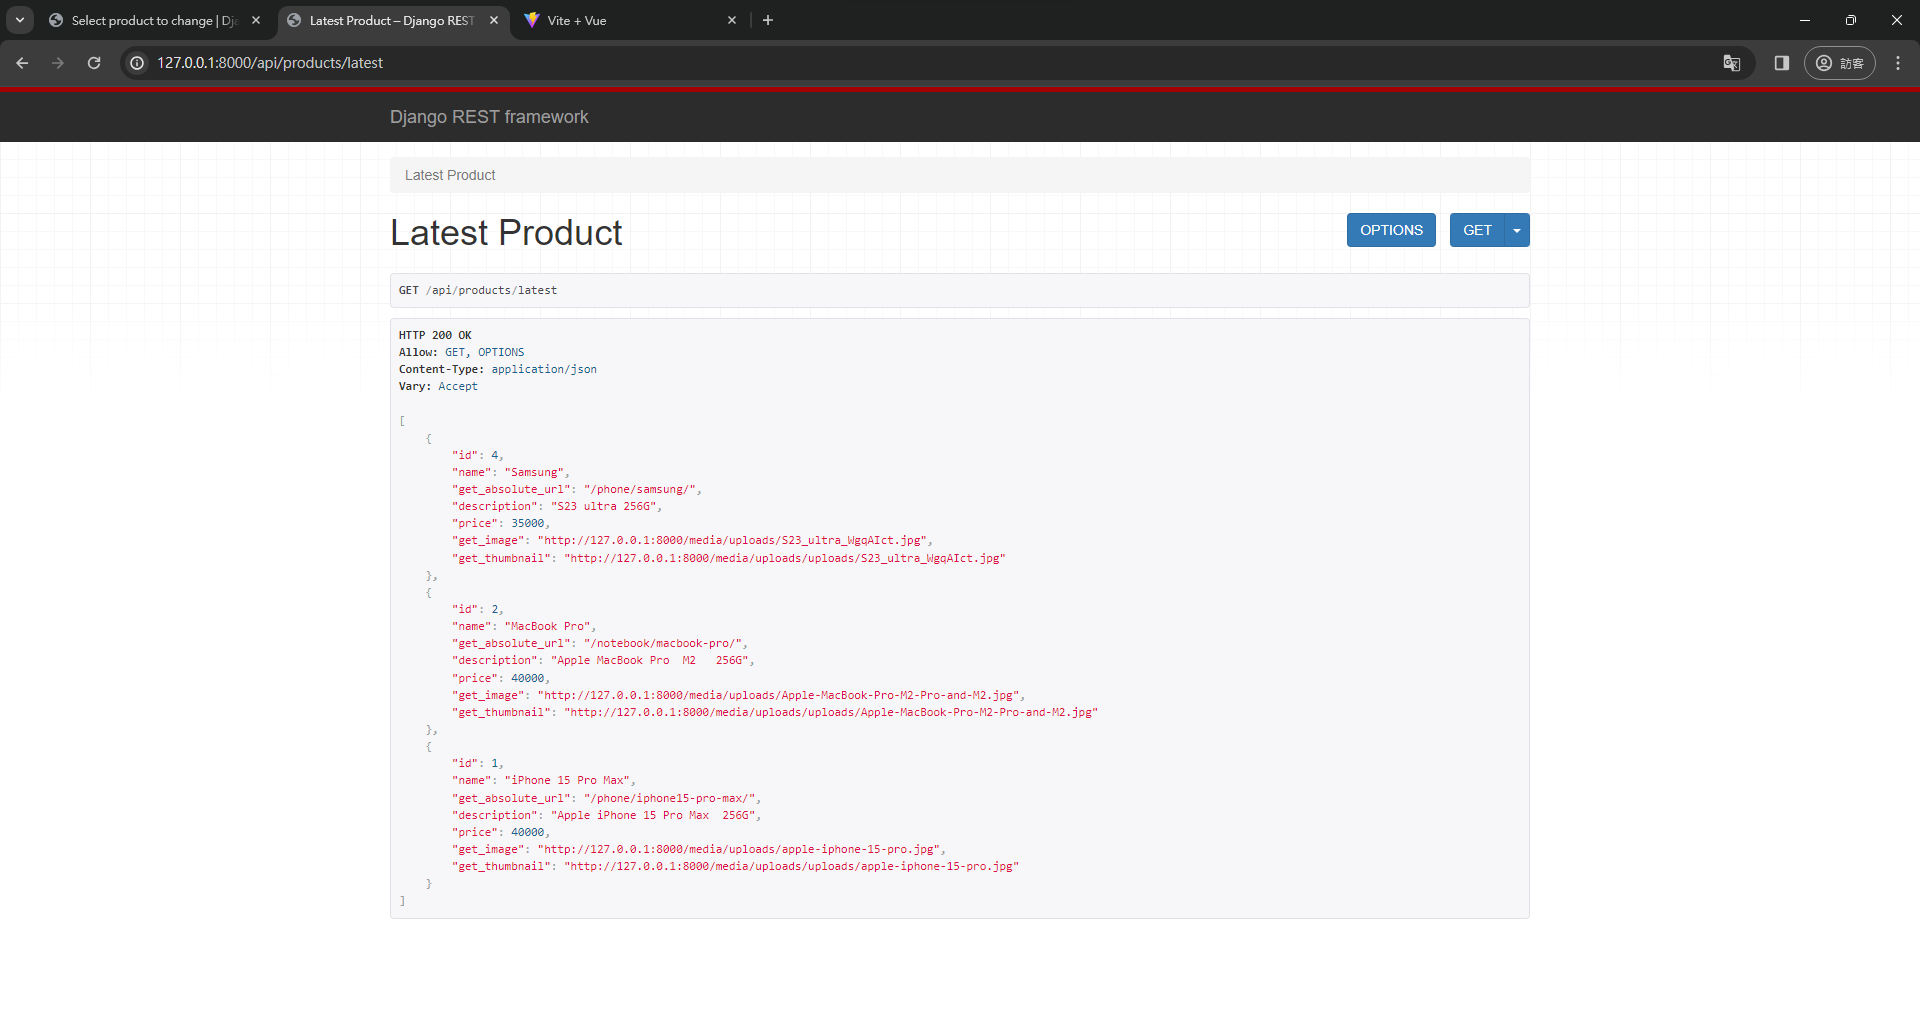 Select product to change | Dj
Latest Product – Django REST
Vite + Vue
127.0.0.1:8000/api/products/latest
訪客
Django REST framework
Latest Product
Latest Product
OPTIONS
GET
GET /api/products/latest
HTTP 200 OK
Allow: GET, OPTIONS
Content-Type: application/json
Vary: Accept
[
    {
        "id": 4,
        "name": "Samsung",
        "get_absolute_url": "/phone/samsung/",
        "description": "S23 ultra 256G",
        "price": 35000,
        "get_image": "http://127.0.0.1:8000/media/uploads/S23_ultra_WgqAIct.jpg",
        "get_thumbnail": "http://127.0.0.1:8000/media/uploads/uploads/S23_ultra_WgqAIct.jpg"
    },
    {
        "id": 2,
        "name": "MacBook Pro",
        "get_absolute_url": "/notebook/macbook-pro/",
        "description": "Apple MacBook Pro  M2   256G",
        "price": 40000,
        "get_image": "http://127.0.0.1:8000/media/uploads/Apple-MacBook-Pro-M2-Pro-and-M2.jpg",
        "get_thumbnail": "http://127.0.0.1:8000/media/uploads/uploads/Apple-MacBook-Pro-M2-Pro-and-M2.jpg"
    },
    {
        "id": 1,
        "name": "iPhone 15 Pro Max",
        "get_absolute_url": "/phone/iphone15-pro-max/",
        "description": "Apple iPhone 15 Pro Max  256G",
        "price": 40000,
        "get_image": "http://127.0.0.1:8000/media/uploads/apple-iphone-15-pro.jpg",
        "get_thumbnail": "http://127.0.0.1:8000/media/uploads/uploads/apple-iphone-15-pro.jpg"
    }
]